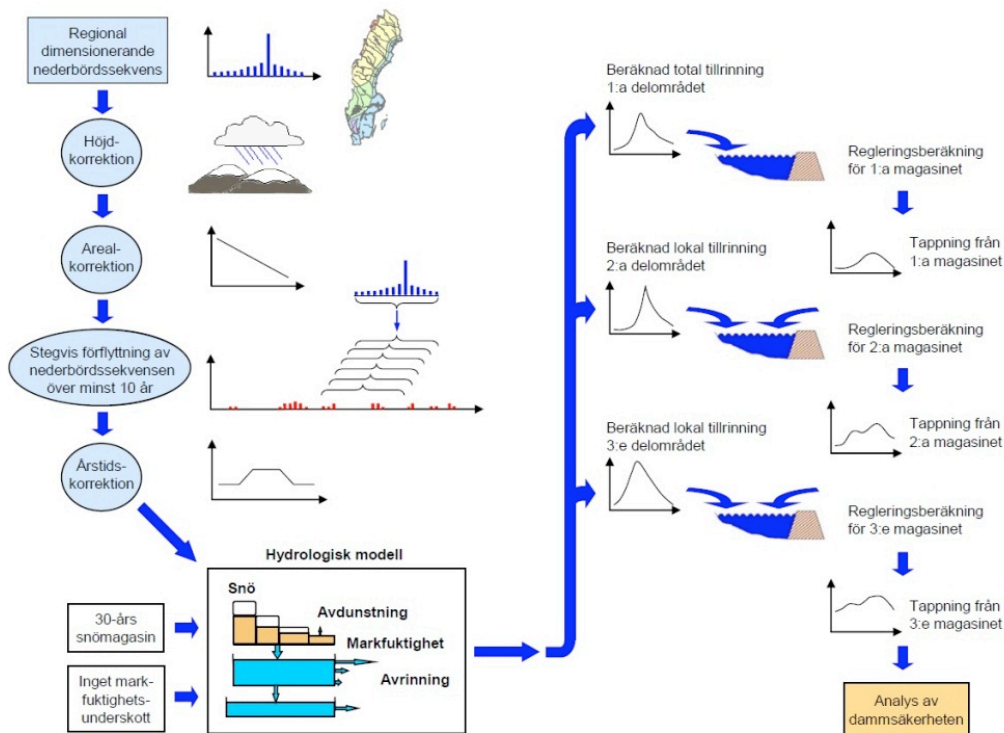 Regional
dimensionerande
nederbördssekvens
Höjd-
korrektion
Areal-
korrektion
Stegvis förflyttning av
nederbördssekvensen
över minst 10 år
Årstids-
korrektion
Hydrologisk modell
30-års
snömagasin
Inget mark-
fuktighets-
underskott
Snö
Avdunstning
Markfuktighet
Avrinning
Beräknad total tillrinning
1:a delområdet
Regleringsberäkning
för 1:a magasinet
Tappning från
1:a magasinet
Beräknad lokal tillrinning
2:a delområdet
Regleringsberäkning
för 2:a magasinet
Tappning från
2:a magasinet
Beräknad lokal tillrinning
3:e delområdet
Regleringsberäkning
för 3:e magasinet
Tappning från
3:e magasinet
Analys av
dammsäkerheten